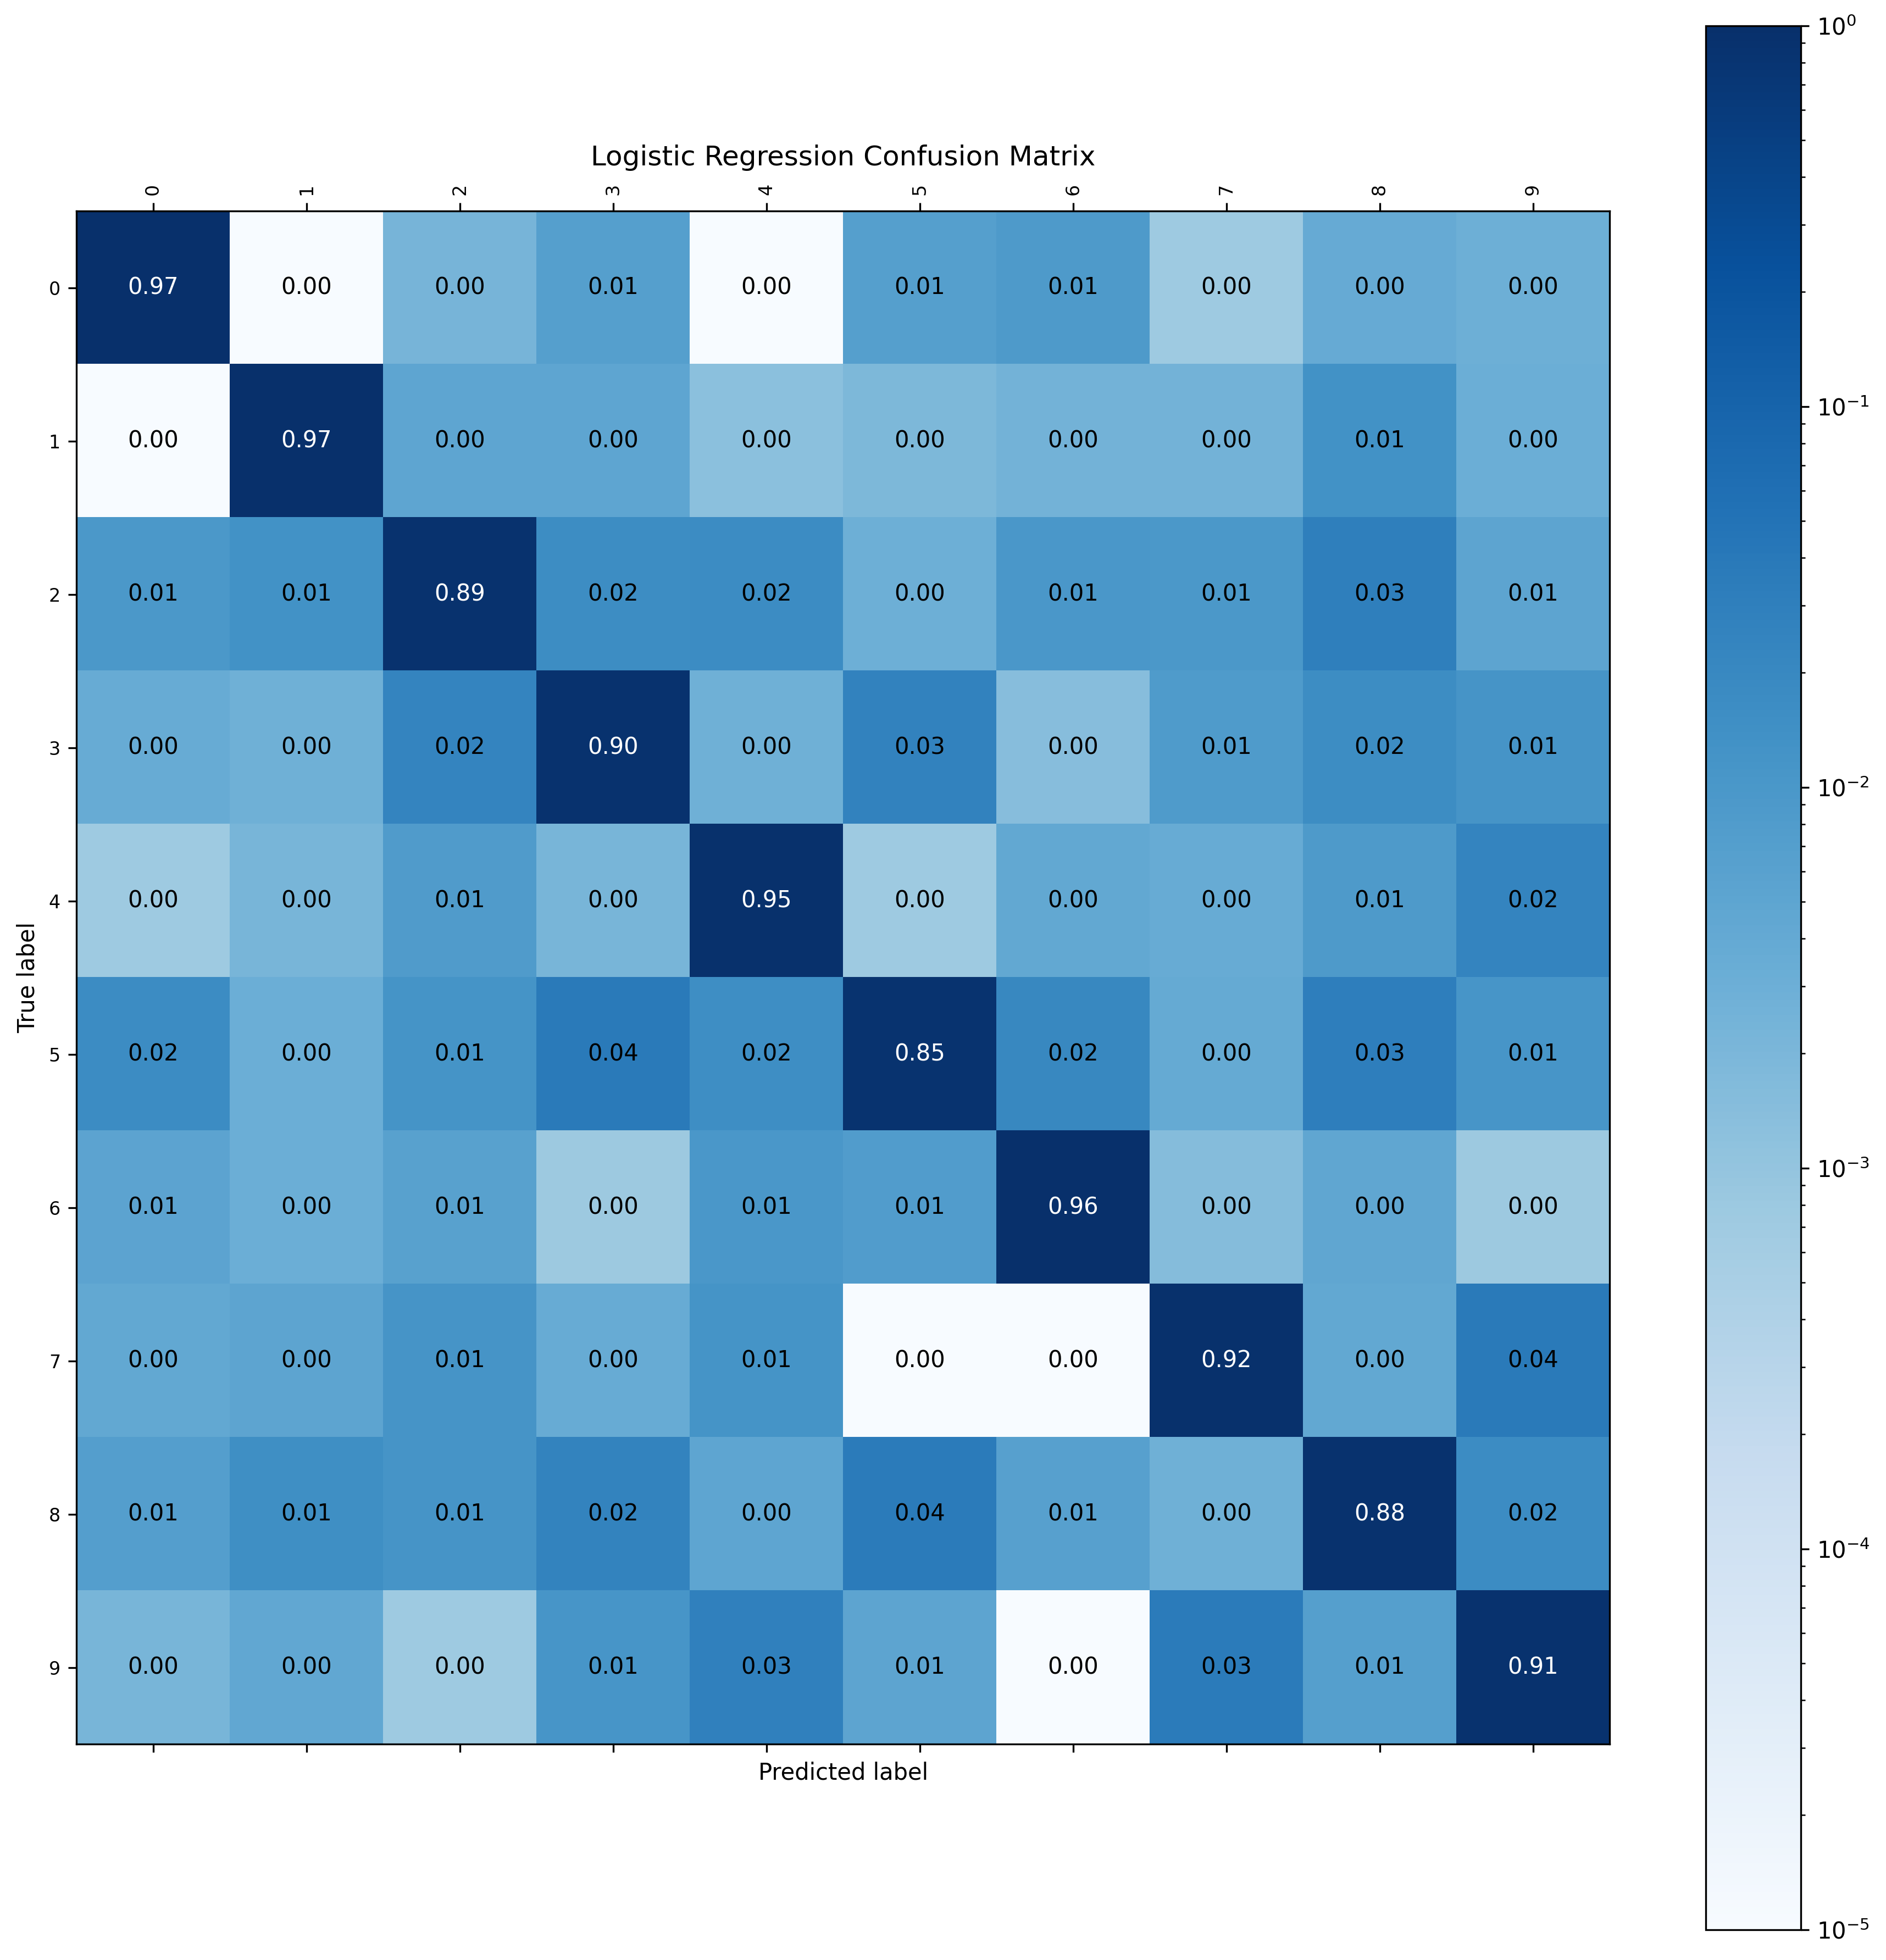 Logistic Regression Confusion Matrix
0 1 2 3 4 5 6 7 8 9
0 0.97 0.00 0.00 0.01 0.00 0.01 0.01 0.00 0.00 0.00
1 0.00 0.97 0.00 0.00 0.00 0.00 0.00 0.00 0.01 0.00
2 0.01 0.01 0.89 0.02 0.02 0.00 0.01 0.01 0.03 0.01
3 0.00 0.00 0.02 0.90 0.00 0.03 0.00 0.01 0.02 0.01
4 0.00 0.00 0.01 0.00 0.95 0.00 0.00 0.00 0.01 0.02
5 0.02 0.00 0.01 0.04 0.02 0.85 0.02 0.00 0.03 0.01
6 0.01 0.00 0.01 0.00 0.01 0.01 0.96 0.00 0.00 0.00
7 0.00 0.00 0.01 0.00 0.01 0.00 0.00 0.92 0.00 0.04
8 0.01 0.01 0.01 0.02 0.00 0.04 0.01 0.00 0.88 0.02
9 0.00 0.00 0.00 0.01 0.03 0.01 0.00 0.03 0.01 0.91
True label
Predicted label
10⁰
10⁻¹
10⁻²
10⁻³
10⁻⁴
10⁻⁵